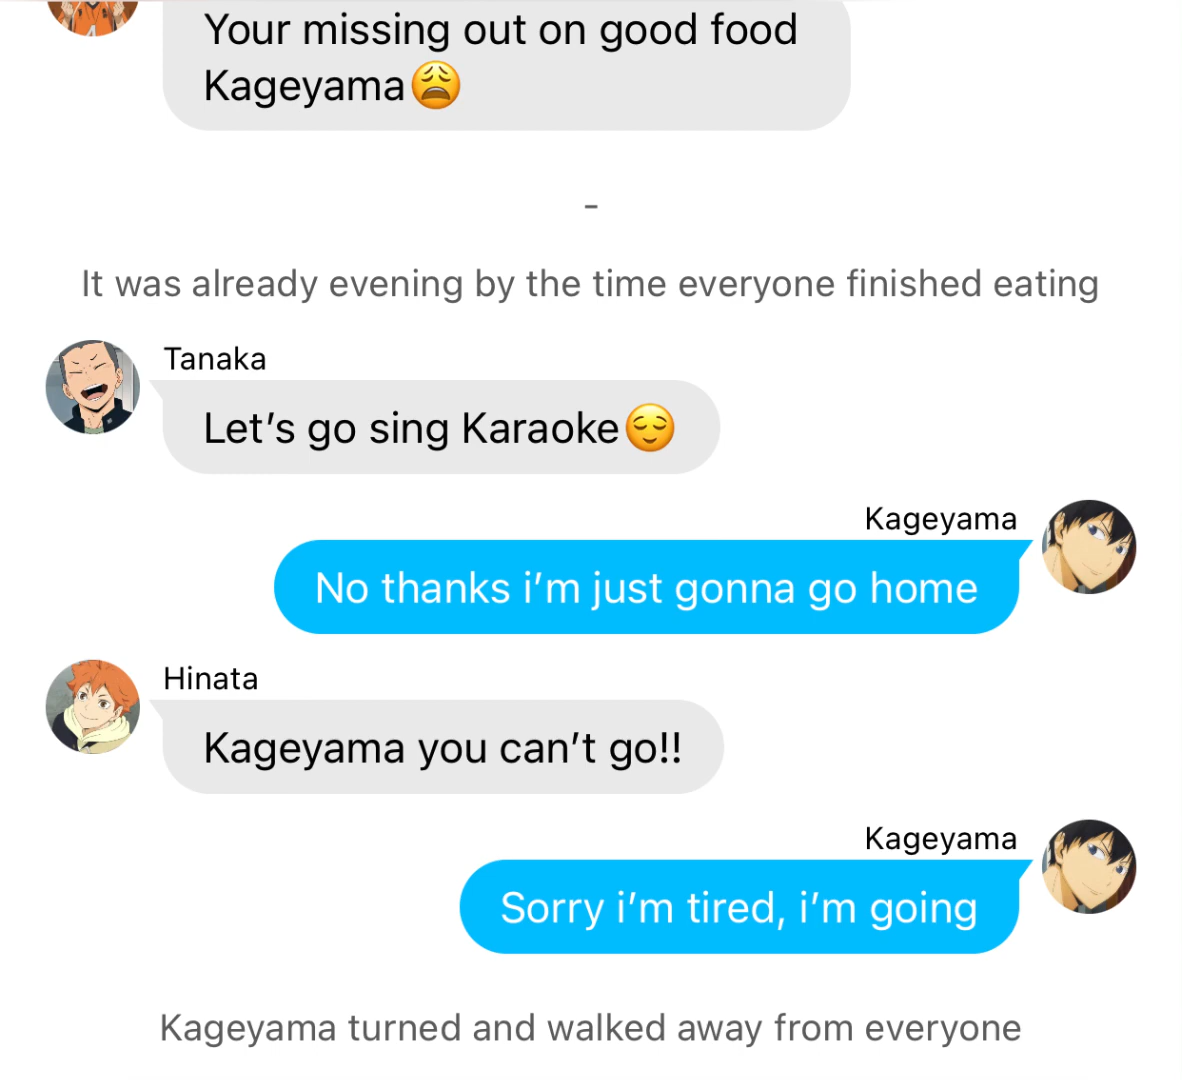 Your missing out on good food
Kageyama😩
-
It was already evening by the time everyone finished eating
Tanaka
Let’s go sing Karaoke😌
Kageyama
No thanks i’m just gonna go home
Hinata
Kageyama you can’t go!!
Kageyama
Sorry i’m tired, i’m going
Kageyama turned and walked away from everyone